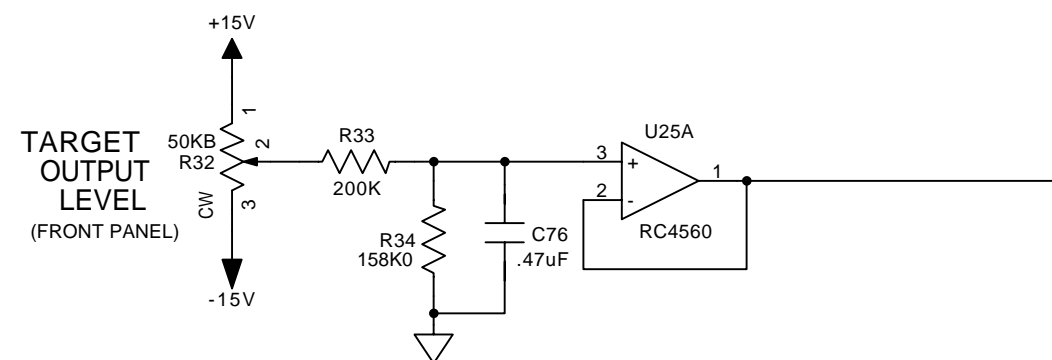 +15V
1
TARGET
OUTPUT
LEVEL
(FRONT PANEL)
50KB
R32
2
CW
3
-15V
R33
200K
R34
158K0
C76
.47uF
U25A
3
+
2
-
1
RC4560